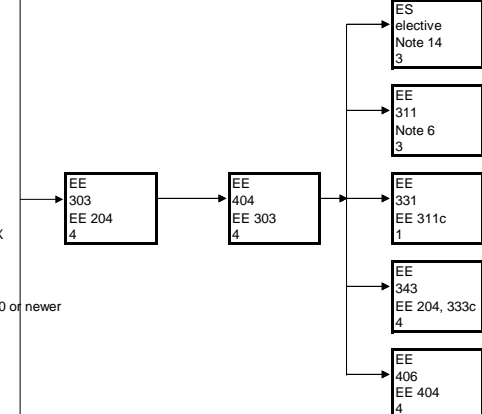 ES
elective
Note 14
3
EE
311
Note 6
3
EE
303
EE 204
4
EE
404
EE 303
4
EE
331
EE 311c
1
X
EE
343
EE 204, 333c
4
0 or newer
EE
406
EE 404
4